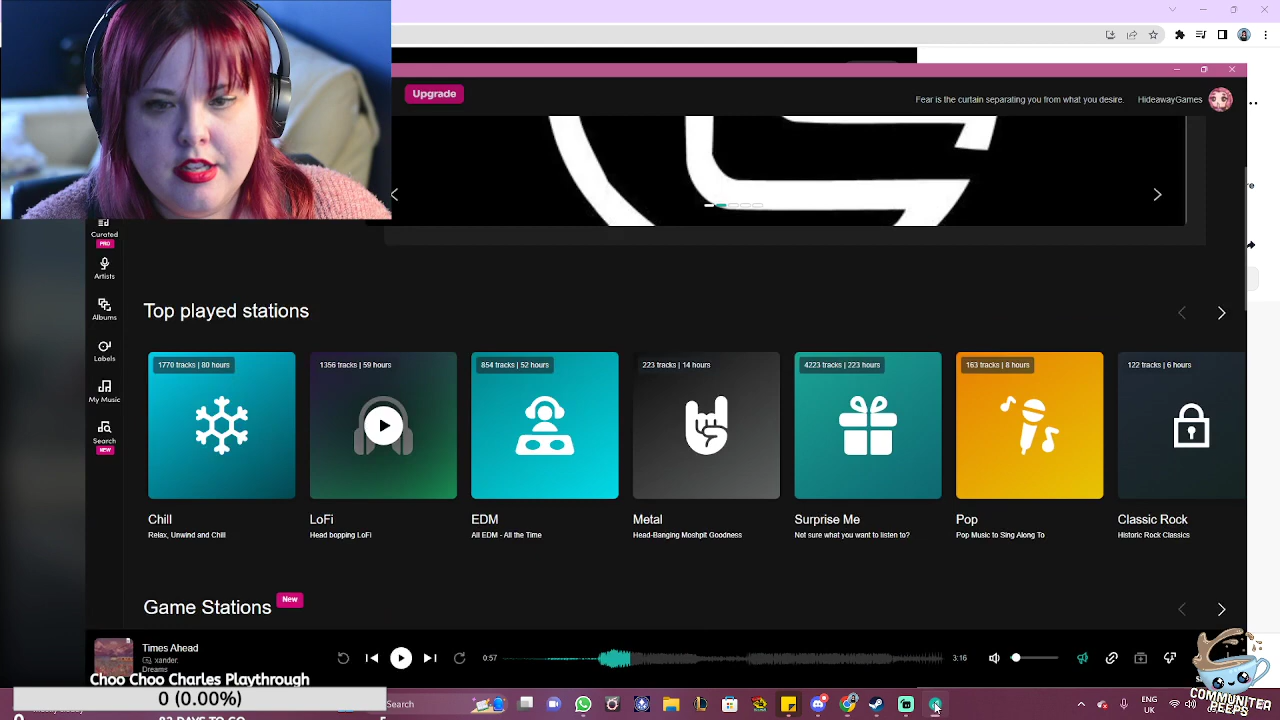 Upgrade
Fear is the curtain separating you from what you desire.
HideawayGames
Curated
PRO
Artists
Albums
Labels
My Music
Search
NEW
Top played stations
1770 tracks | 80 hours
1356 tracks | 59 hours
854 tracks | 52 hours
223 tracks | 14 hours
4223 tracks | 223 hours
163 tracks | 8 hours
122 tracks | 6 hours
Chill
Relax, Unwind and Chill
LoFi
Head bopping LoFi
EDM
All EDM - All the Time
Metal
Head-Banging Moshpit Goodness
Surprise Me
Not sure what you want to listen to?
Pop
Pop Music to Sing Along To
Classic Rock
Historic Rock Classics
Game Stations
New
Times Ahead
xander.
Dreams
0:57
3:16
Choo Choo Charles Playthrough
0 (0.00%)
Search
DAYS TO GO
COMMUNI